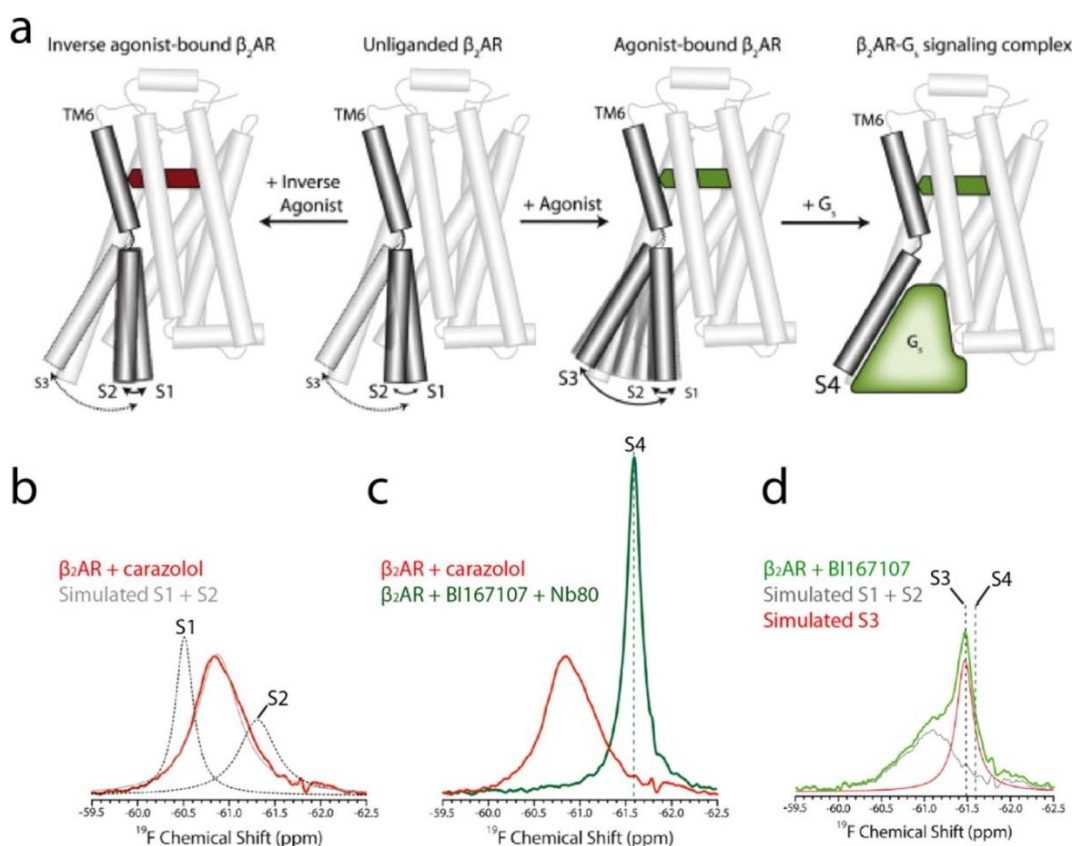 a
Inverse agonist-bound β₂AR
Unliganded β₂AR
Agonist-bound β₂AR
β₂AR-Gₛ signaling complex
TM6
TM6
TM6
TM6
+ Inverse
Agonist
+ Agonist
+ Gₛ
Gₛ
S3
S2
S1
S3
S2
S1
S3
S2
S1
S4
b
β₂AR + carazolol
Simulated S1 + S2
S1
S2
-59.5
-60.0
-60.5
-61.0
-61.5
-62.0
-62.5
¹⁹F Chemical Shift (ppm)
c
S4
β₂AR + carazolol
β₂AR + BI167107 + Nb80
-59.5
-60.0
-60.5
-61.0
-61.5
-62.0
-62.5
¹⁹F Chemical Shift (ppm)
d
β₂AR + BI167107
Simulated S1 + S2
Simulated S3
S3
S4
-59.5
-60.0
-60.5
-61.0
-61.5
-62.0
-62.5
¹⁹F Chemical Shift (ppm)